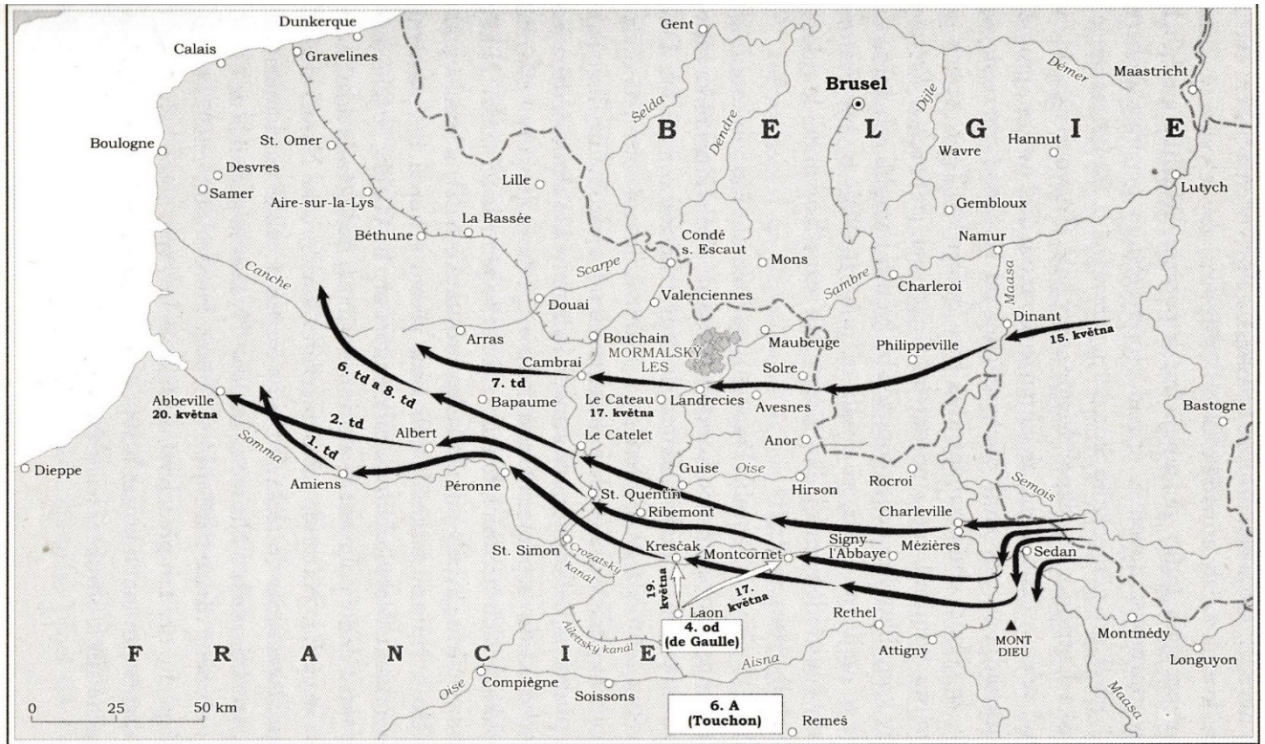 Dunkerque
Gent
Calais
Gravelines
Démer
Maastricht
Brusel
Šelda
Dendre
Dijle
B E L G I E
Boulogne
St. Omer
Hannut
Wavre
Desvres
Samer
Lille
Lutych
Aire-sur-la-Lys
Gembloux
La Bassée
Béthune
Condé
s. Escaut
Namur
Mons
Scarpe
Sambre
Charleroi
Maasa
Canche
Douai
Valenciennes
Dinant
15. května
Arras
Bouchain
Maubeuge
Philippeville
MORMALSKÝ
LES
Cambrai
Solre
6. td a 8. td
7. td
Bapaume
Le Cateau
17. května
Landrecies
Avesnes
Abbeville
20. května
2. td
Bastogne
Albert
1. td
Le Catelet
Anor
Somma
Dieppe
Amiens
Péronne
Guise
Oise
Hirson
Rocroi
Semois
St. Quentin
Ribemont
Charleville
St. Simon
Crozatský
kanál
Kresčak
Montcornet
Signy
l'Abbaye
Mézières
Sedan
19.
května
17.
května
Laon
4. od
(de Gaulle)
Rethel
MONT
DIEU
Montmédy
Ailettský kanál
Attigny
Longuyon
F R A N C I E
Aisna
Oise
Compiègne
Soissons
Maasa
6. A
(Touchon)
Remeš
0 25 50 km